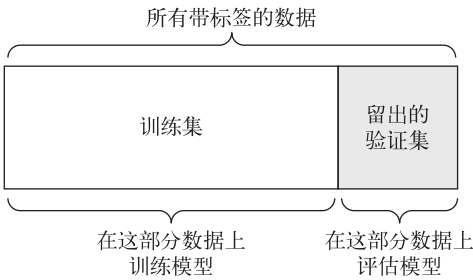 所有带标签的数据
训练集
留出的
验证集
在这部分数据上
训练模型
在这部分数据上
评估模型